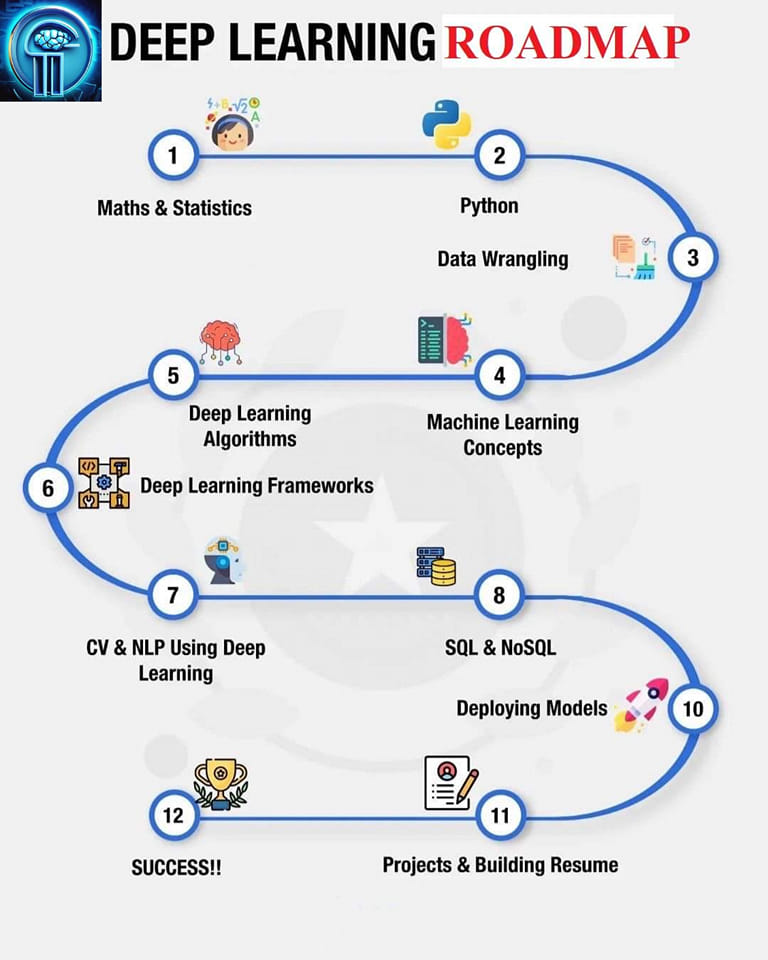 DEEP LEARNING ROADMAP
1
Maths & Statistics
2
Python
3
Data Wrangling
4
Machine Learning
Concepts
5
Deep Learning
Algorithms
6
Deep Learning Frameworks
7
CV & NLP Using Deep
Learning
8
SQL & NoSQL
10
Deploying Models
11
Projects & Building Resume
12
SUCCESS!!